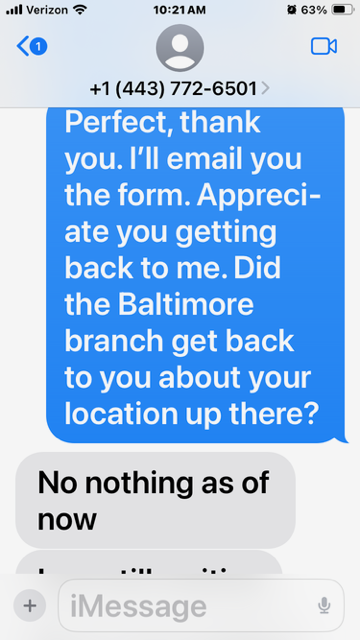 Verizon 10:21 AM 63%
1
+1 (443) 772-6501
Perfect, thank
you. I'll email you
the form. Appreci-
ate you getting
back to me. Did
the Baltimore
branch get back
to you about your
location up there?
No nothing as of
now
iMessage